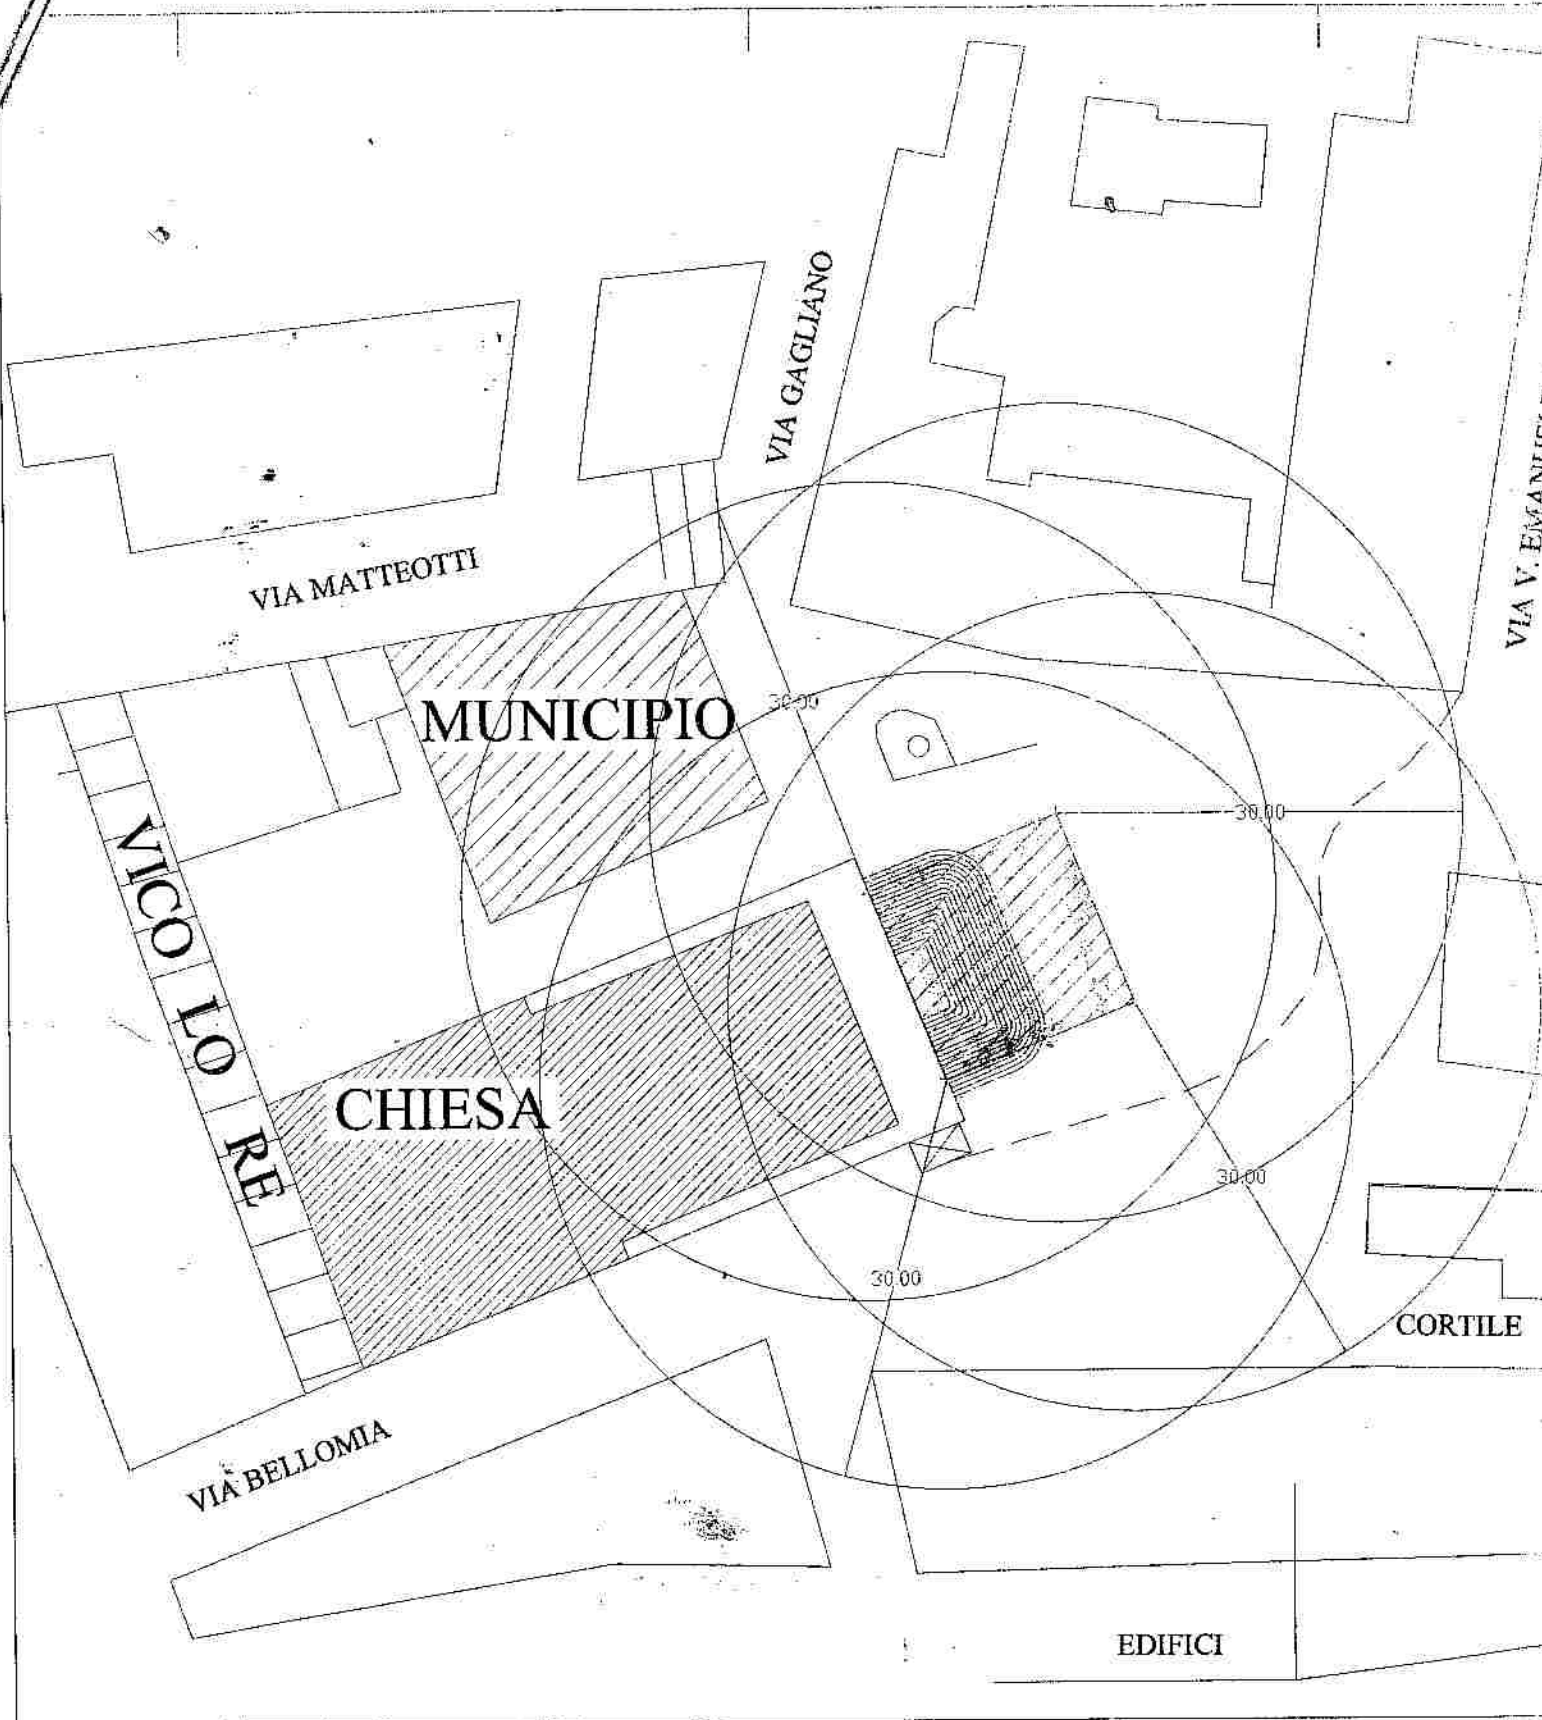 VIA GAGLIANO
VIA V. EMANUELE
VIA MATTEOTTI
MUNICIPIO
30.00
30.00
VICO LO RE
CHIESA
30.00
30.00
CORTILE
VIA BELLOMIA
EDIFICI